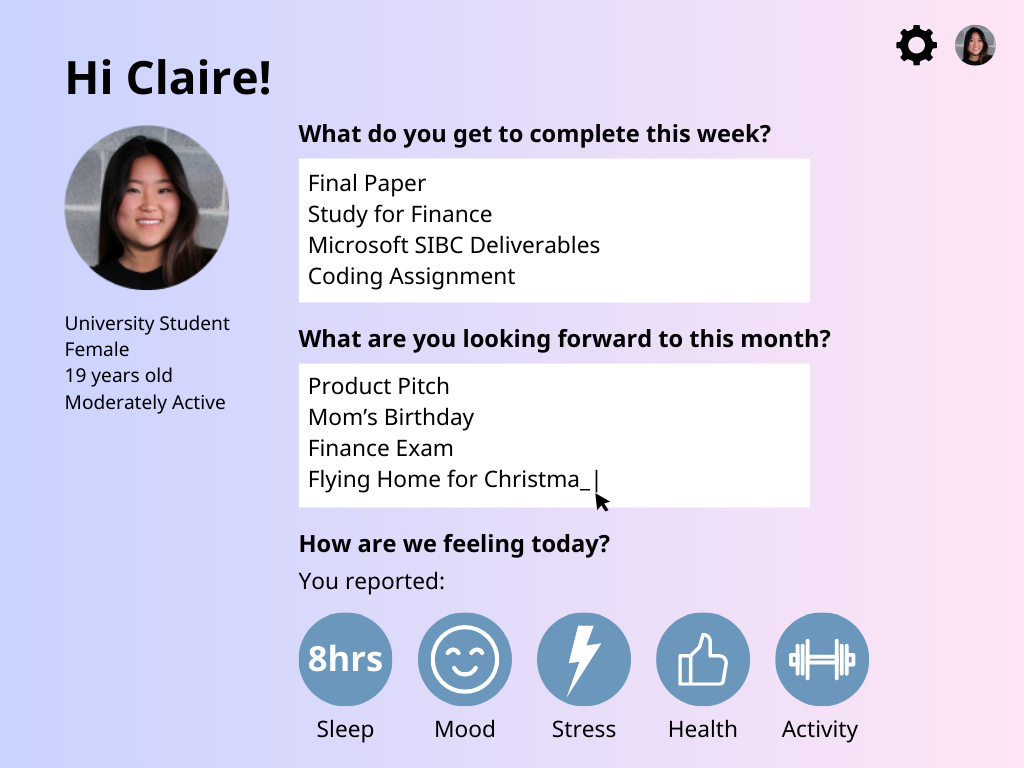 Hi Claire!
University Student
Female
19 years old
Moderately Active
What do you get to complete this week?
Final Paper
Study for Finance
Microsoft SIBC Deliverables
Coding Assignment
What are you looking forward to this month?
Product Pitch
Mom’s Birthday
Finance Exam
Flying Home for Christma_|
How are we feeling today?
You reported:
8hrs
Sleep Mood Stress Health Activity